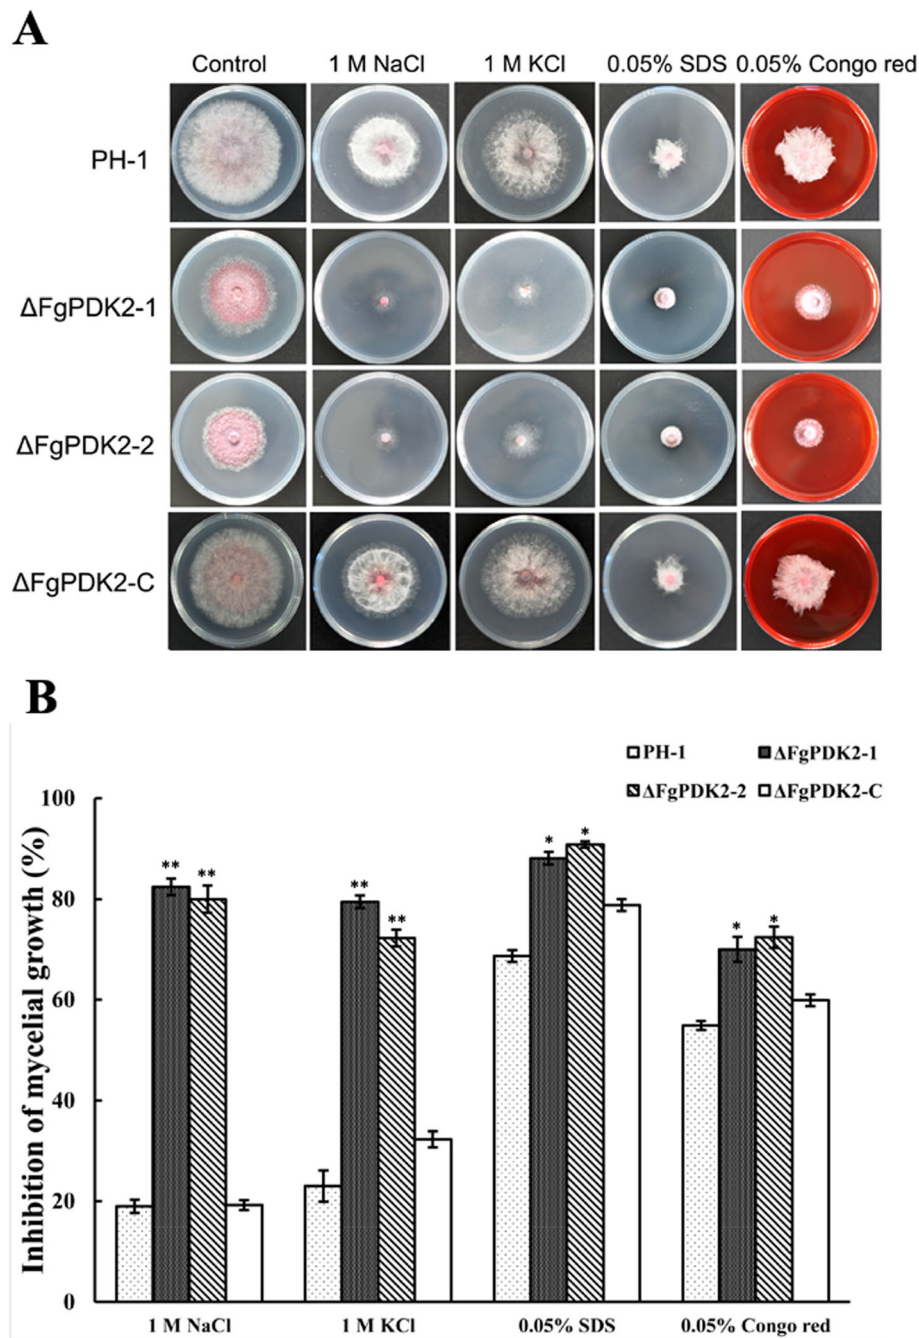 A
Control 1 M NaCl 1 M KCl 0.05% SDS 0.05% Congo red
PH-1
ΔFgPDK2-1
ΔFgPDK2-2
ΔFgPDK2-C
B
PH-1 ΔFgPDK2-1
ΔFgPDK2-2 ΔFgPDK2-C
Inhibition of mycelial growth (%)
100
80
60
40
20
0
** **
** **
* *
* *
1 M NaCl 1 M KCl 0.05% SDS 0.05% Congo red